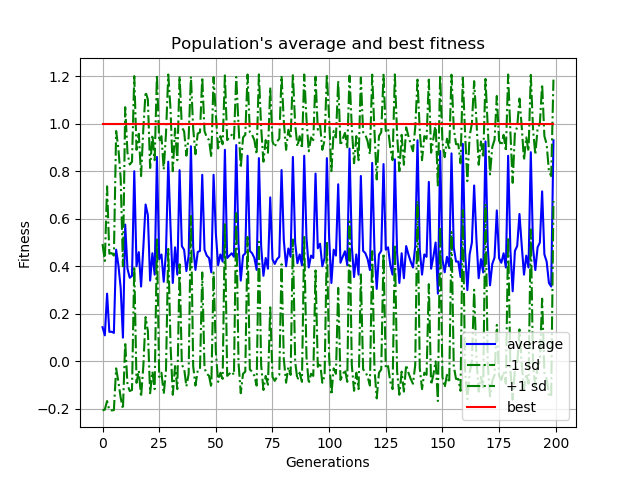 Population's average and best fitness
Fitness
1.2
1.0
0.8
0.6
0.4
0.2
0.0
−0.2
average
-1 sd
+1 sd
best
0 25 50 75 100 125 150 175 200
Generations